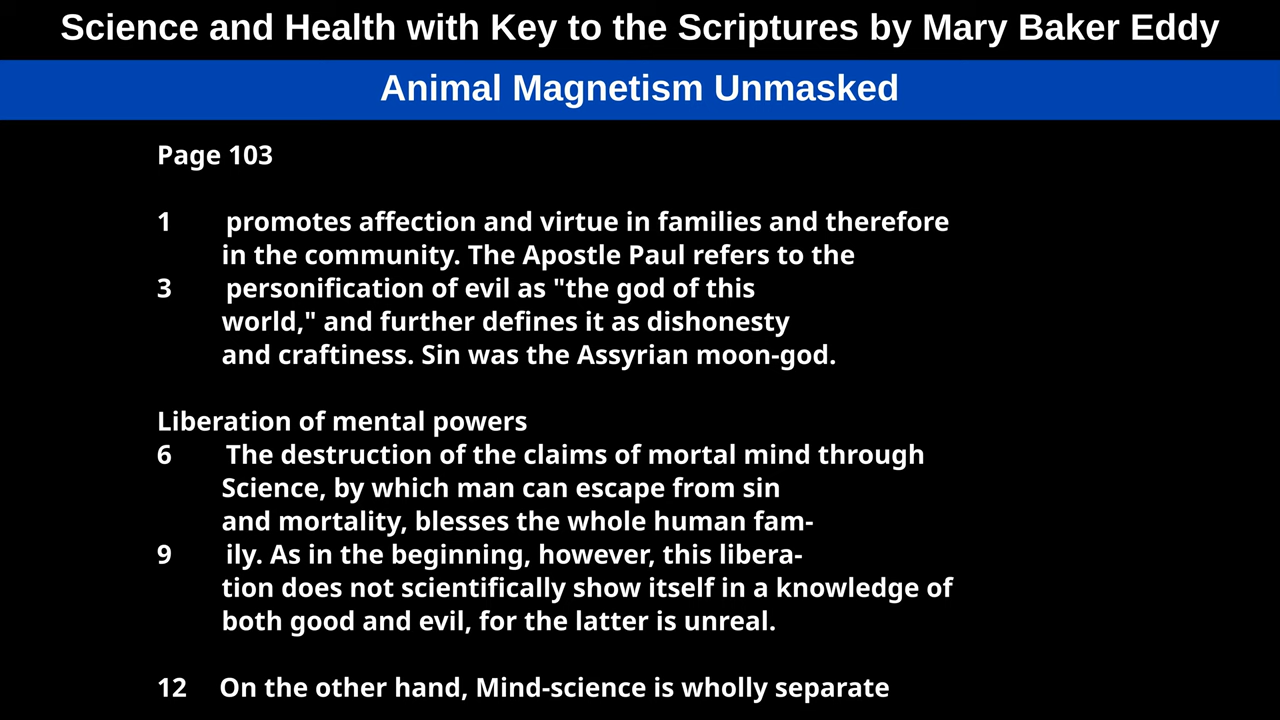 Science and Health with Key to the Scriptures by Mary Baker Eddy
Animal Magnetism Unmasked
Page 103
1 promotes affection and virtue in families and therefore
in the community. The Apostle Paul refers to the
3 personification of evil as "the god of this
world," and further defines it as dishonesty
and craftiness. Sin was the Assyrian moon-god.
Liberation of mental powers
6 The destruction of the claims of mortal mind through
Science, by which man can escape from sin
and mortality, blesses the whole human fam-
9 ily. As in the beginning, however, this libera-
tion does not scientifically show itself in a knowledge of
both good and evil, for the latter is unreal.
12 On the other hand, Mind-science is wholly separate